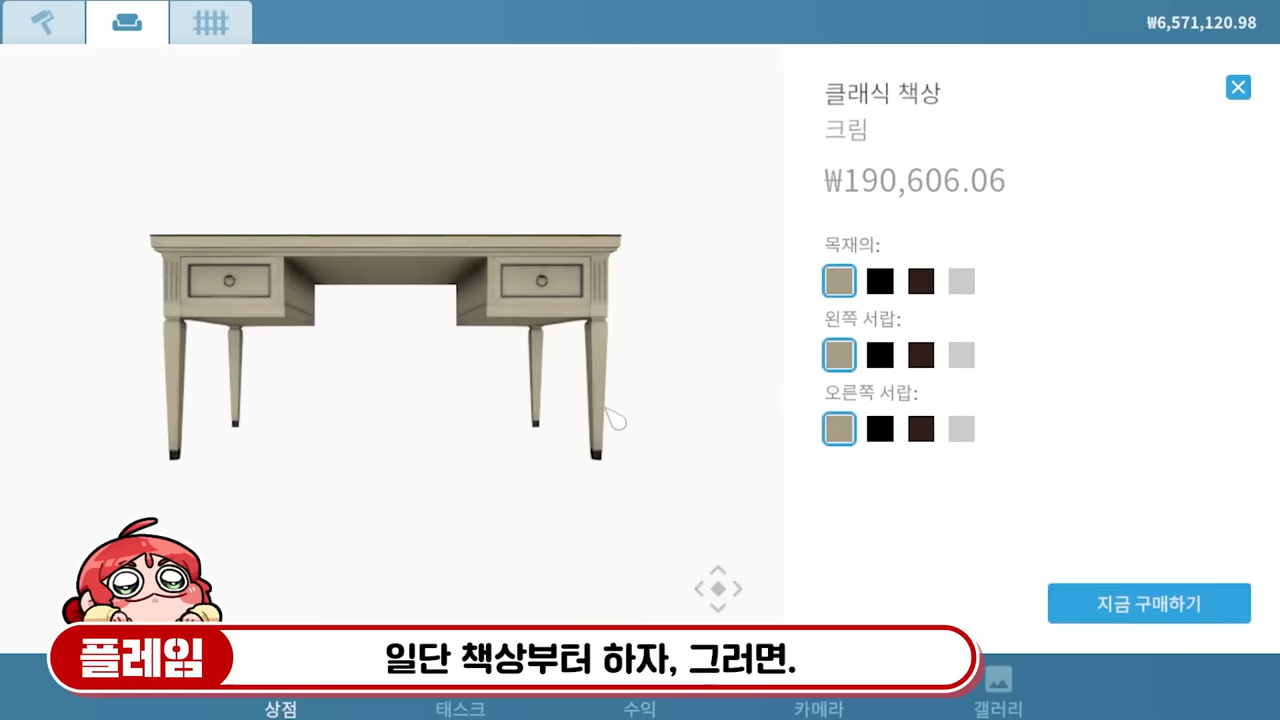 ₩6,571,120.98
클래식 책상
크림
₩190,606.06
목재의:
왼쪽 서랍:
오른쪽 서랍:
지금 구매하기
플레임
일단 책상부터 하자, 그러면.
상점
태스크
수익
카메라
갤러리